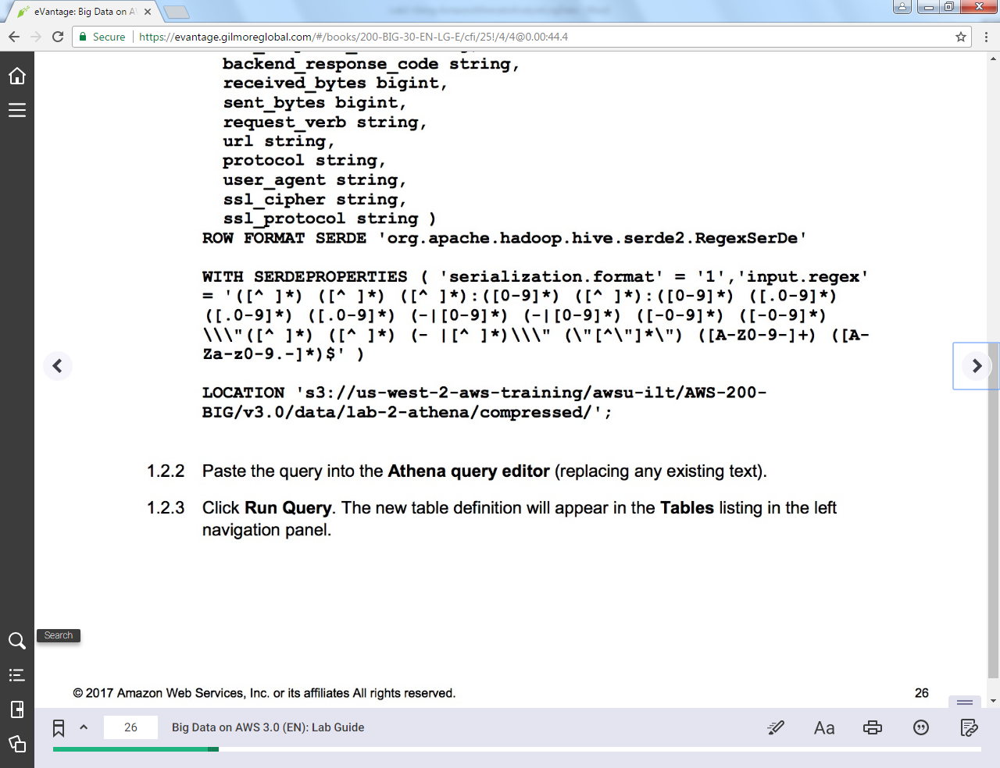 eVantage: Big Data on A
Secure
https://evantage.gilmoreglobal.com/#/books/200-BIG-30-EN-LG-E/cfi/25!/4/4@0.00:44.4
backend_response_code string,
received_bytes bigint,
sent_bytes bigint,
request_verb string,
url string,
protocol string,
user_agent string,
ssl_cipher string,
ssl_protocol string )
ROW FORMAT SERDE 'org.apache.hadoop.hive.serde2.RegexSerDe'
WITH SERDEPROPERTIES ( 'serialization.format' = '1','input.regex'
= '([^ ]*) ([^ ]*) ([^ ]*):([0-9]*) ([^ ]*):([0-9]*) ([.0-9]*)
([.0-9]*) ([.0-9]*) (-|[0-9]*) (-|[0-9]*) ([-0-9]*) ([-0-9]*)
\\\"([^ ]*) ([^ ]*) (- |[^ ]*)\\\" (\"[^\"]*\") ([A-Z0-9-]+) ([A-
Za-z0-9.-]*)$' )
LOCATION 's3://us-west-2-aws-training/awsu-ilt/AWS-200-
BIG/v3.0/data/lab-2-athena/compressed/';
1.2.2 Paste the query into the Athena query editor (replacing any existing text).
1.2.3 Click Run Query. The new table definition will appear in the Tables listing in the left
navigation panel.
Search
© 2017 Amazon Web Services, Inc. or its affiliates All rights reserved.
26
26
Big Data on AWS 3.0 (EN): Lab Guide
Aa